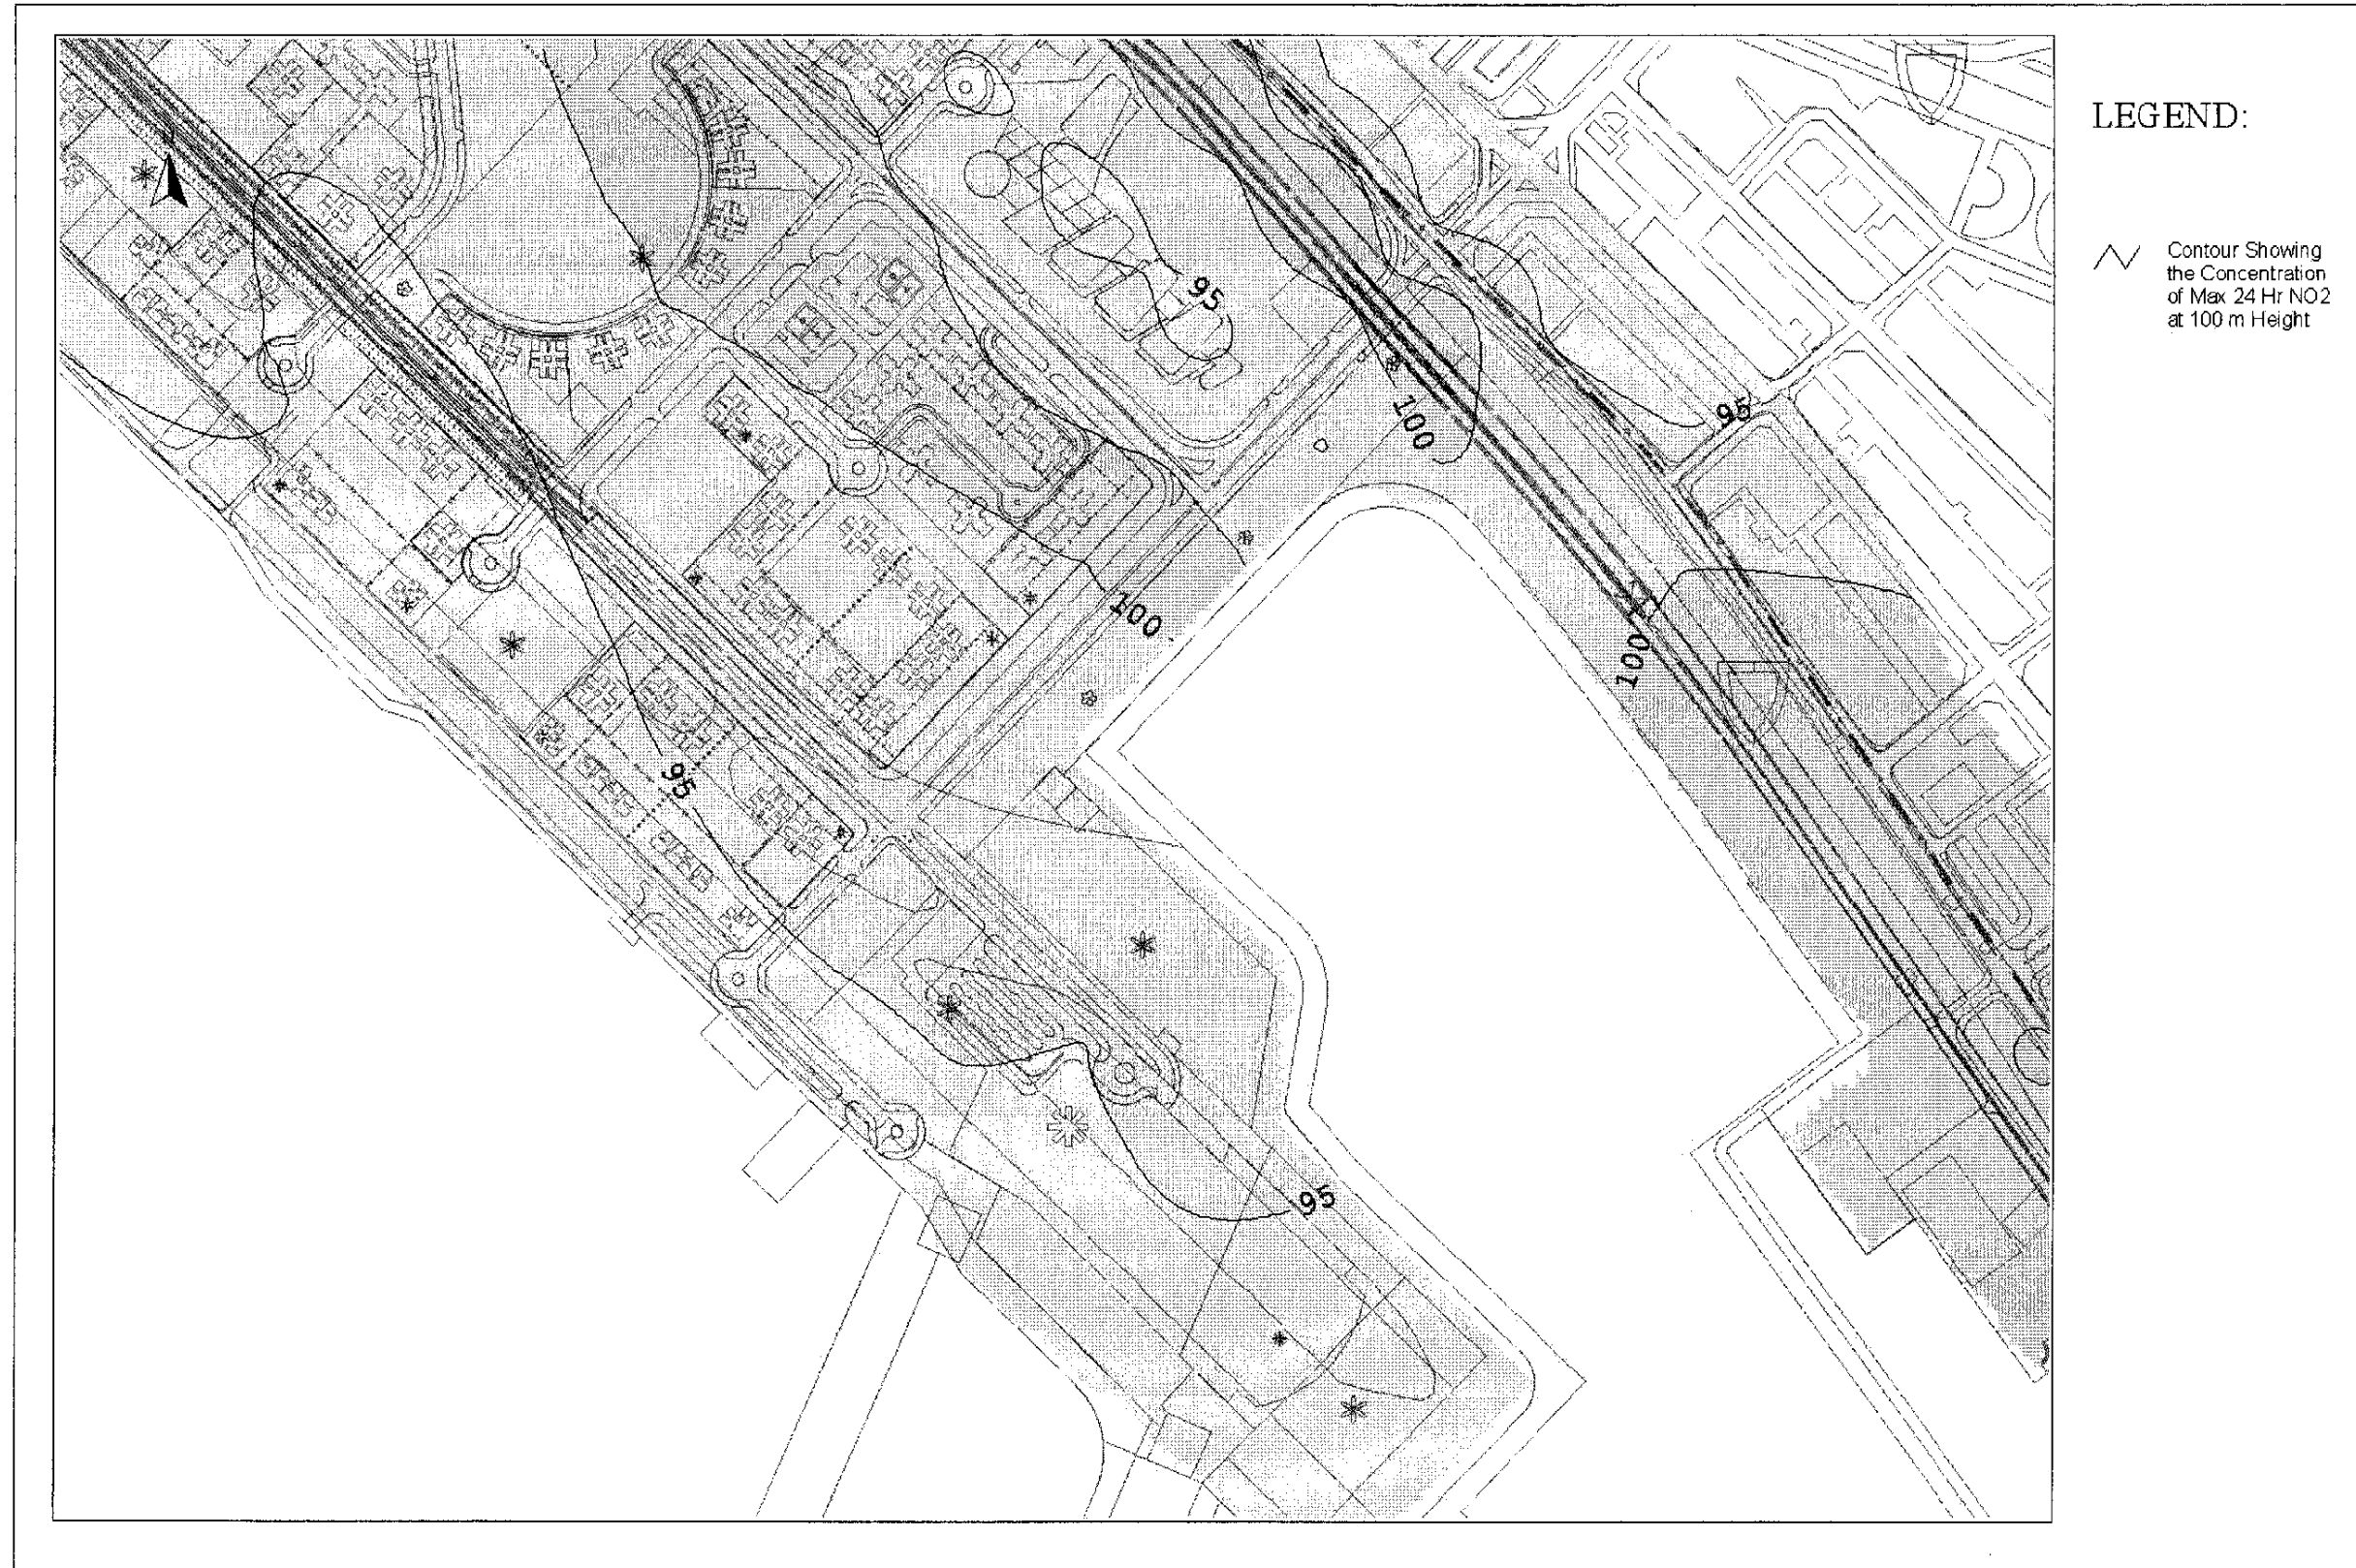 LEGEND:
Contour Showing
the Concentration
of Max 24 Hr NO2
at 100 m Height
95
100
95
100
100
95
95